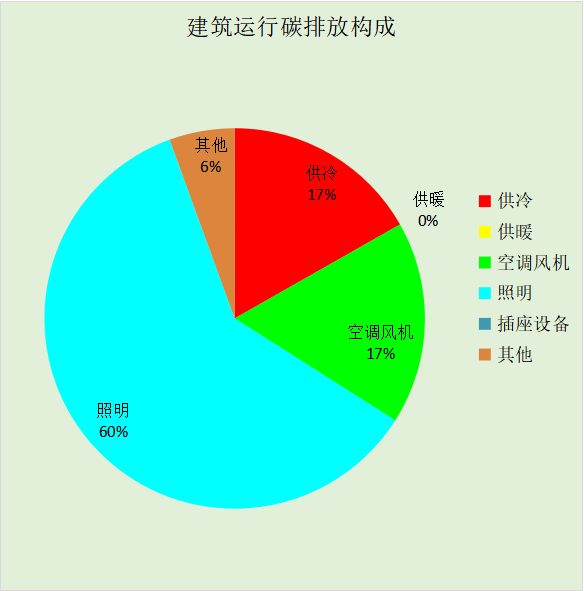 建筑运行碳排放构成
其他
6%
供冷
17%
供暖
0%
空调风机
17%
照明
60%
供冷
供暖
空调风机
照明
插座设备
其他